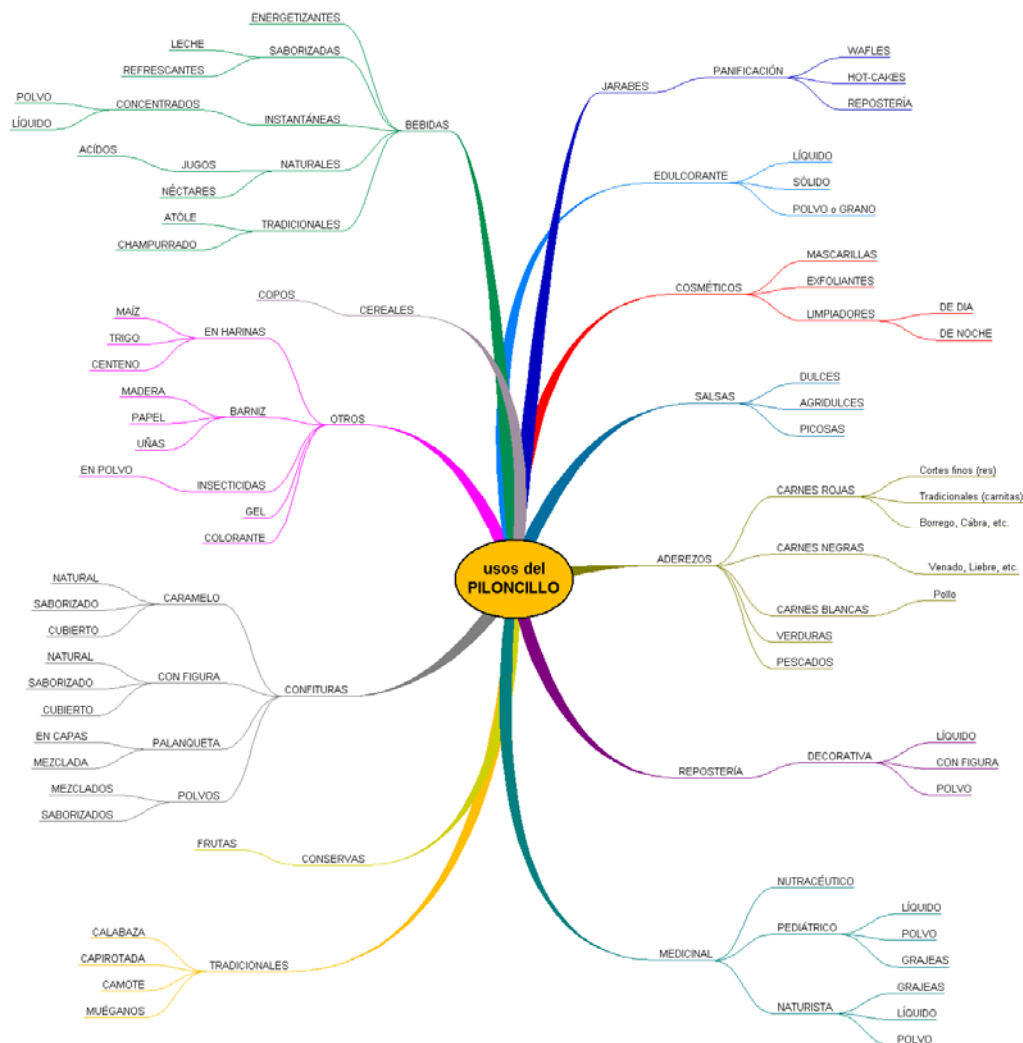 usos del
PILONCILLO
BEBIDAS
ENERGETIZANTES
SABORIZADAS
LECHE
REFRESCANTES
INSTANTÁNEAS
CONCENTRADOS
POLVO
LÍQUIDO
NATURALES
JUGOS
ACÍDOS
NÉCTARES
TRADICIONALES
ATÓLE
CHAMPURRADO
CEREALES
COPOS
OTROS
EN HARINAS
MAÍZ
TRIGO
CENTENO
BARNIZ
MADERA
PAPEL
UÑAS
INSECTICIDAS
EN POLVO
GEL
COLORANTE
CONFITURAS
CARAMELO
NATURAL
SABORIZADO
CUBIERTO
CON FIGURA
NATURAL
SABORIZADO
CUBIERTO
PALANQUETA
EN CAPAS
MEZCLADA
POLVOS
MEZCLADOS
SABORIZADOS
CONSERVAS
FRUTAS
TRADICIONALES
CALABAZA
CAPIROTADA
CAMOTE
MUÉGANOS
JARABES
PANIFICACIÓN
WAFLES
HOT-CAKES
REPOSTERÍA
EDULCORANTE
LÍQUIDO
SÓLIDO
POLVO o GRANO
COSMÉTICOS
MASCARILLAS
EXFOLIANTES
LIMPIADORES
DE DIA
DE NOCHE
SALSAS
DULCES
AGRIDULCES
PICOSAS
ADEREZOS
CARNES ROJAS
Cortes finos (res)
Tradicionales (carnitas)
Borrego, Cábra, etc.
CARNES NEGRAS
Venado, Liebre, etc.
CARNES BLANCAS
Pollo
VERDURAS
PESCADOS
REPOSTERÍA
DECORATIVA
LÍQUIDO
CON FIGURA
POLVO
MEDICINAL
NUTRACÉUTICO
PEDIÁTRICO
LÍQUIDO
POLVO
GRAJEAS
NATURISTA
GRAJEAS
LÍQUIDO
POLVO